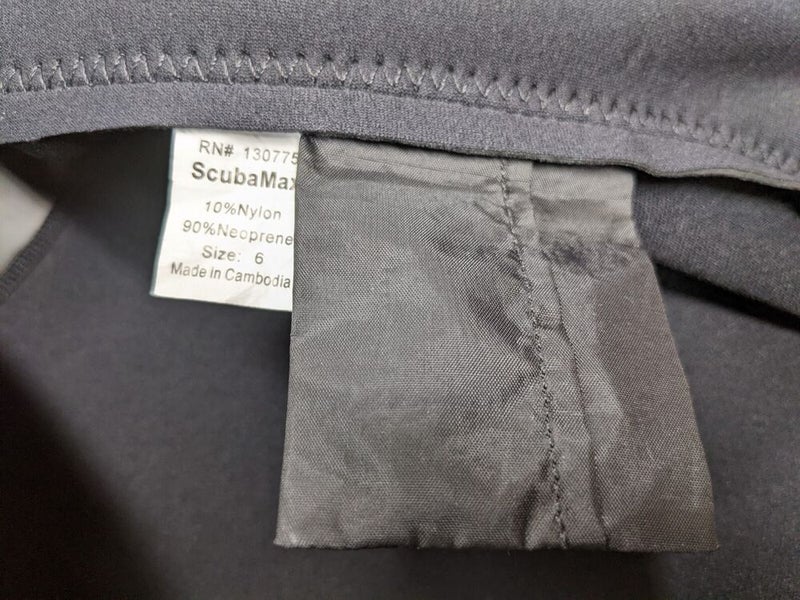 RN# 130775
ScubaMax
10%Nylon
90%Neoprene
Size: 6
Made in Cambodia